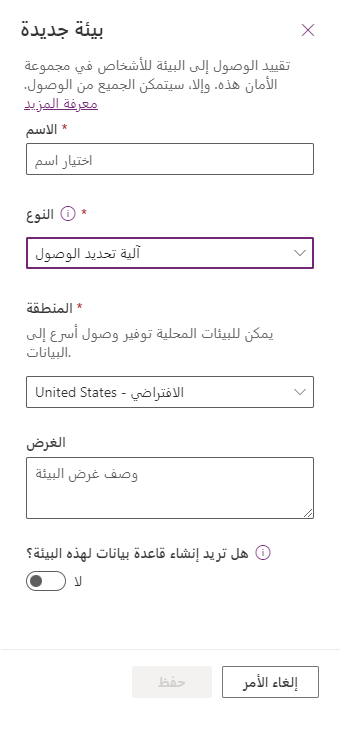 بيئة جديدة
تقييد الوصول إلى البيئة للأشخاص في مجموعة
الأمان هذه. وإلا، سيتمكن الجميع من الوصول.
معرفة المزيد
الاسم *
اختيار اسم
النوع *
آلية تحديد الوصول
المنطقة *
يمكن للبيئات المحلية توفير وصول أسرع إلى
البيانات.
United States - الافتراضي
الغرض
وصف غرض البيئة
هل تريد إنشاء قاعدة بيانات لهذه البيئة؟
لا
حفظ
إلغاء الأمر